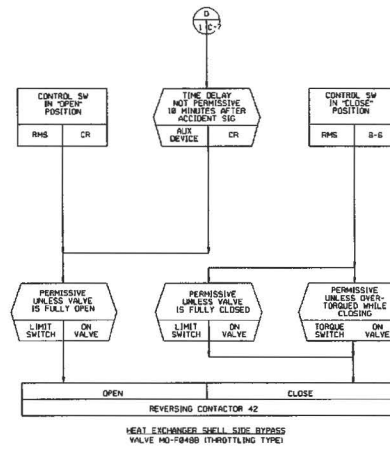 D
1 C-7
CONTROL SW
IN "OPEN"
POSITION
RMS CR
TIME DELAY
NOT PERMISSIVE
10 MINUTES AFTER
ACCIDENT SIG
AUX
DEVICE CR
CONTROL SW
IN "CLOSE"
POSITION
RMS B-6
PERMISSIVE
UNLESS VALVE
IS FULLY OPEN
LIMIT
SWITCH ON
VALVE
PERMISSIVE
UNLESS VALVE
IS FULLY CLOSED
LIMIT
SWITCH ON
VALVE
PERMISSIVE
UNLESS OVER-
TORQUED WHILE
CLOSING
TORQUE
SWITCH ON
VALVE
OPEN CLOSE
REVERSING CONTACTOR 42
HEAT EXCHANGER SHELL SIDE BYPASS
VALVE MO-F048B (THROTTLING TYPE)